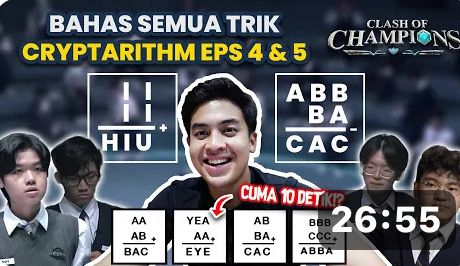 BAHAS SEMUA TRIK
CRYPTARITHM EPS 4 & 5
CLASH OF
CHAMPIONS
I I
I I
+
HIU
ABB
BA
-
CAC
CUMA 10 DETIK!?
AA
AB
+
BAC
YEA
AA
+
EYE
AB
BA
+
CAC
BBB
CCC
+
ABBA
26:55